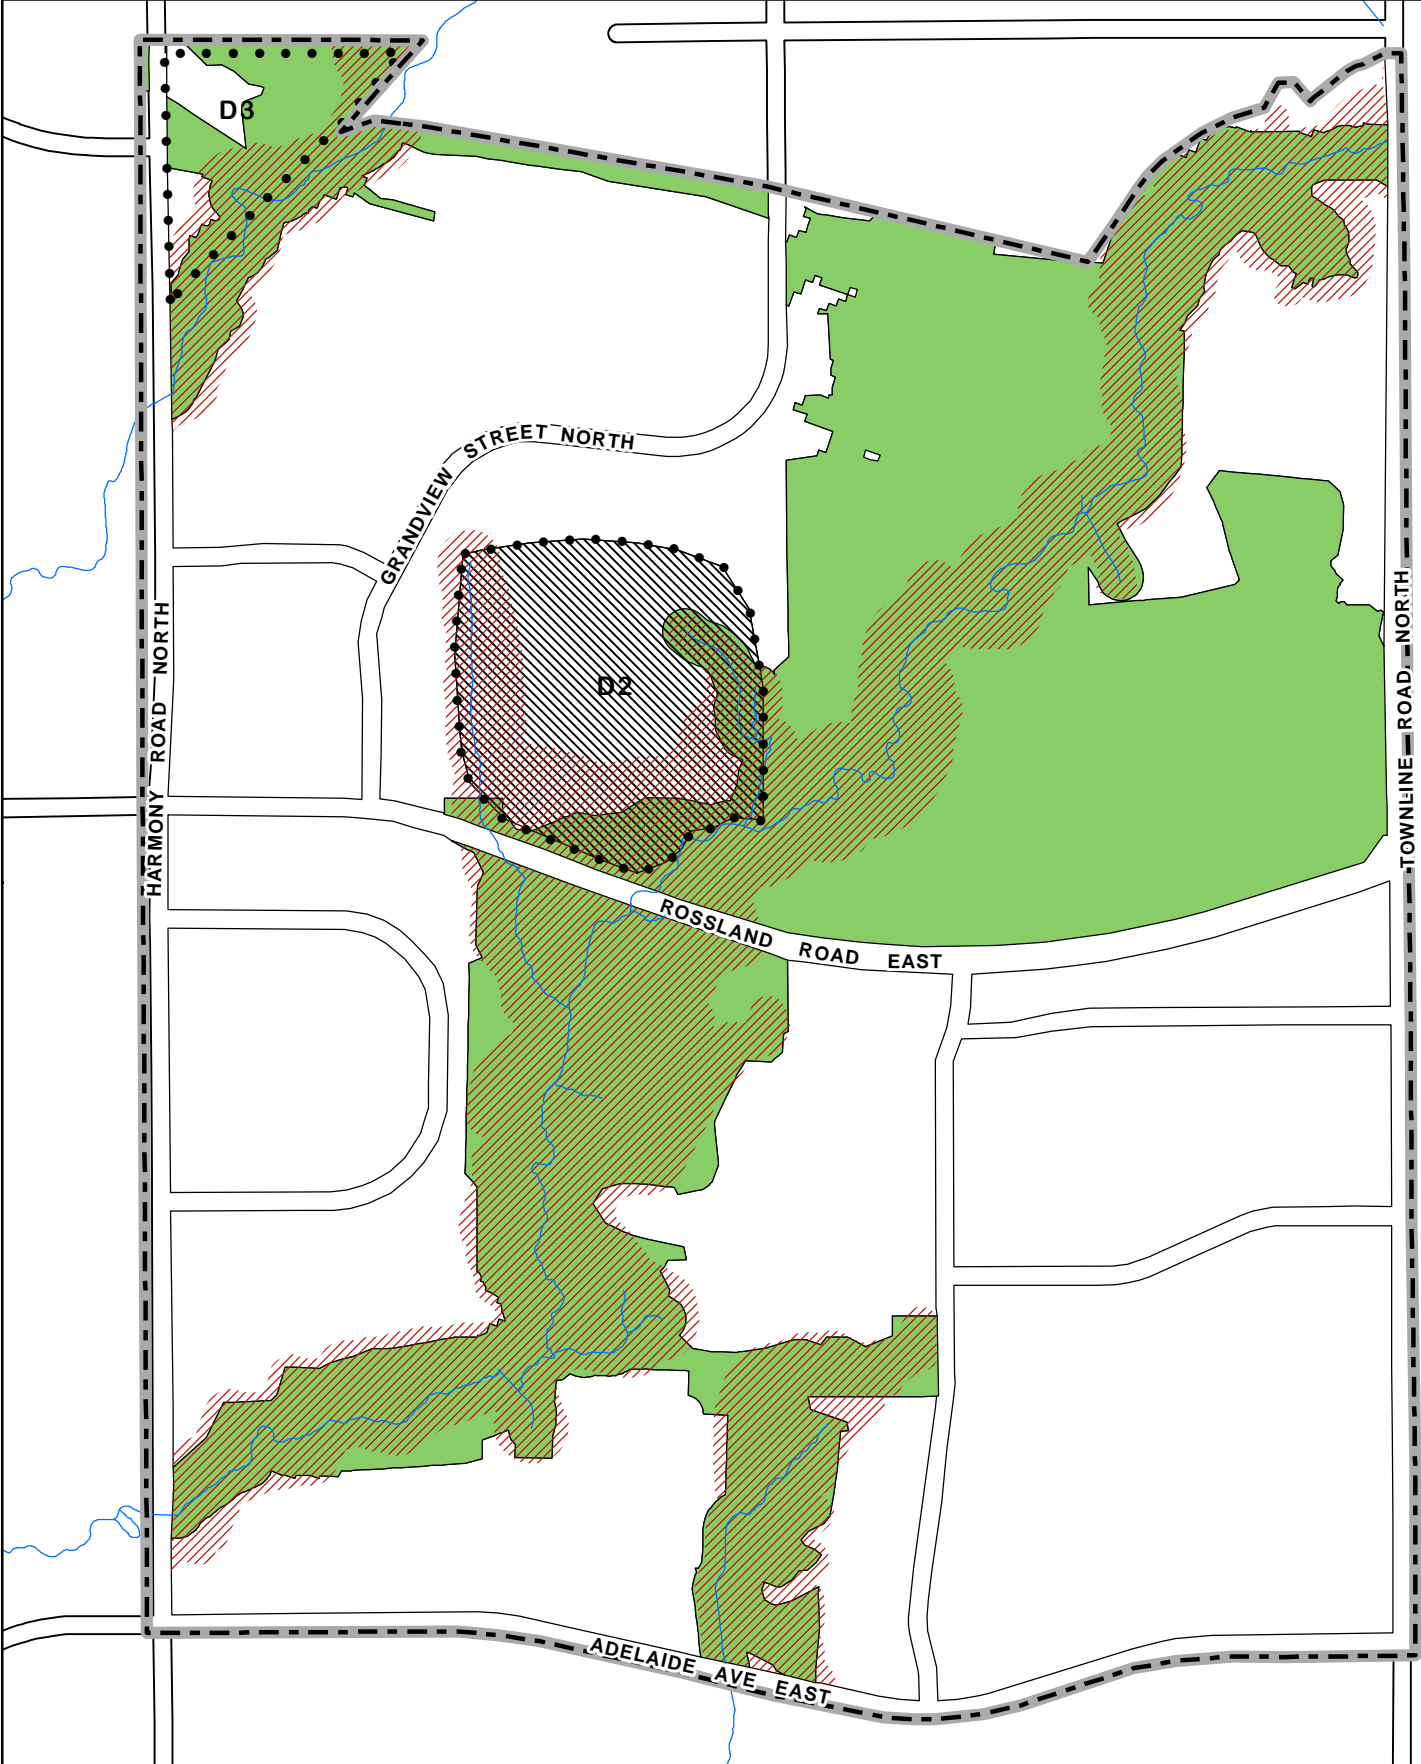 D3
GRANDVIEW STREET NORTH
HARMONY ROAD NORTH
D2
TOWNLINE ROAD NORTH
ROSSLAND ROAD EAST
ADELAIDE AVE EAST